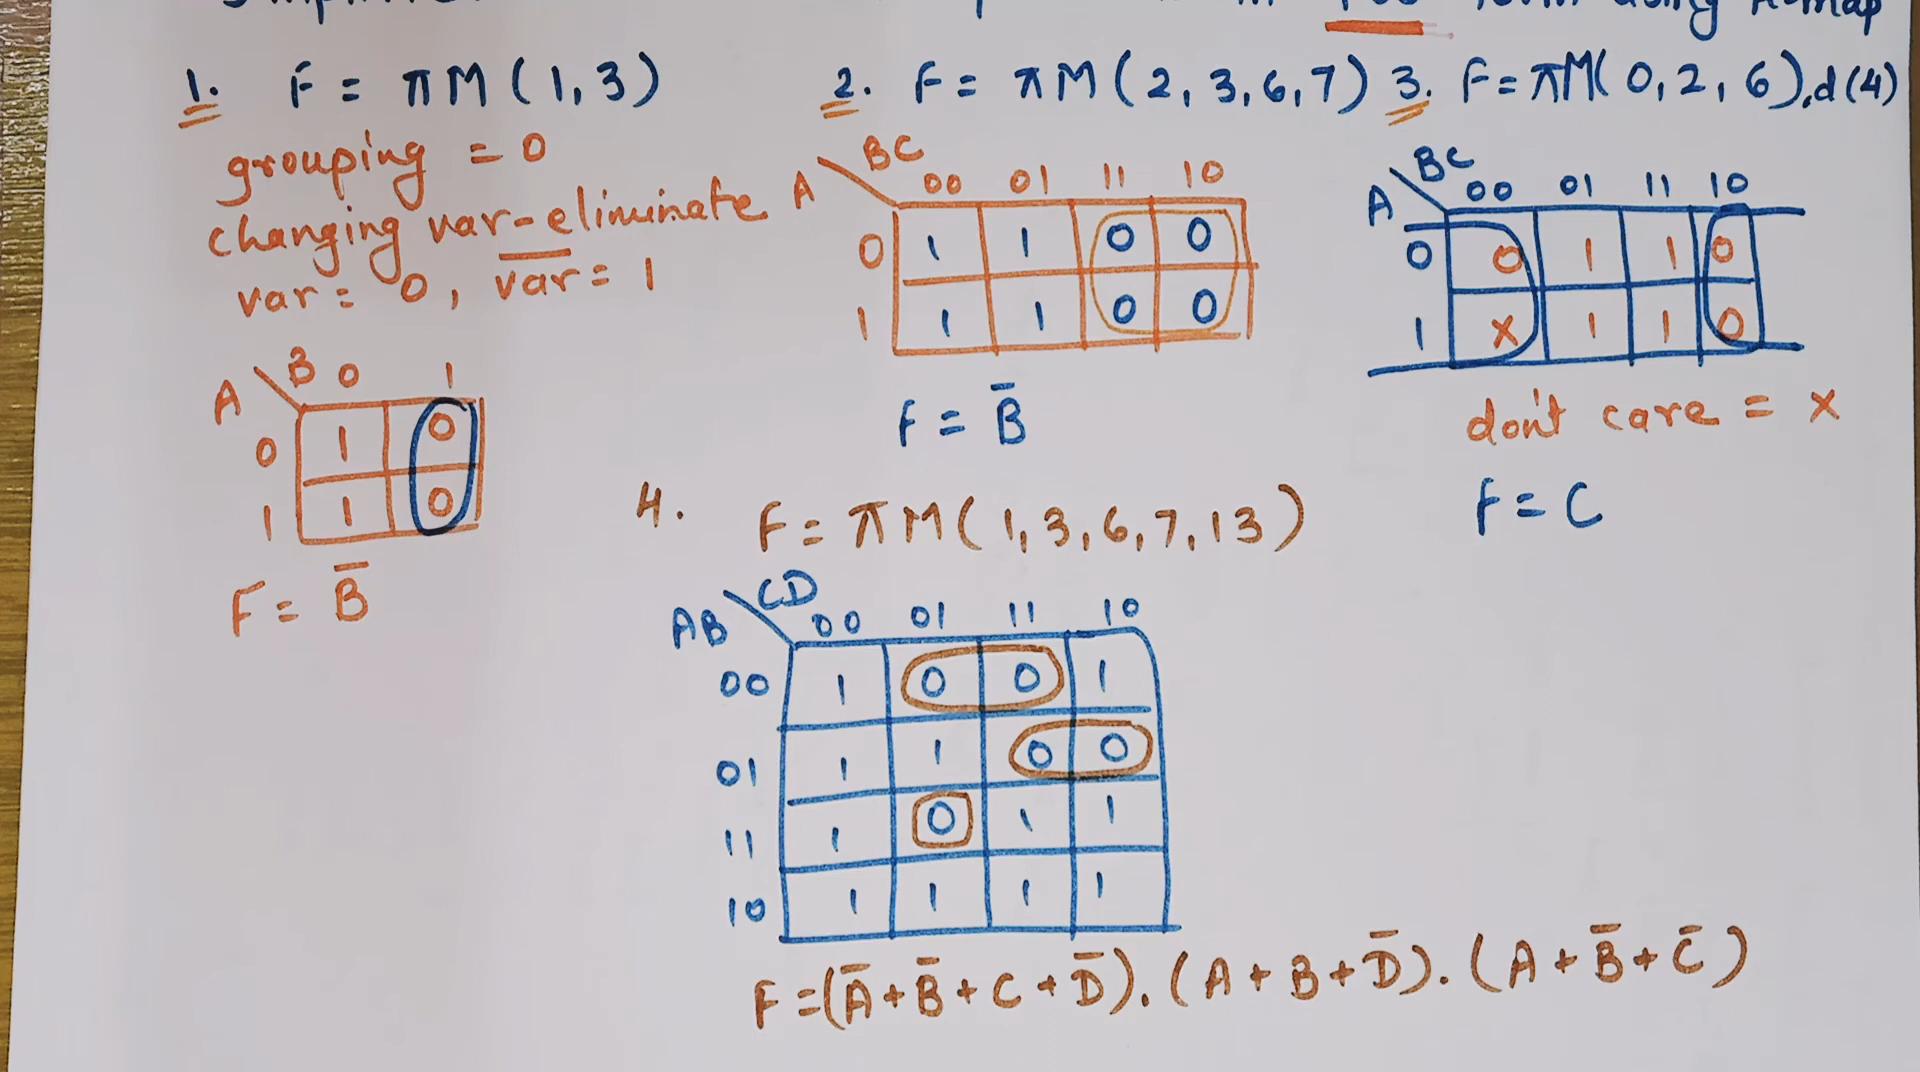 in POS form using K-map
1. F = πM(1,3)
grouping = 0
changing var-eliminate
var = 0, v̅a̅r̅ = 1
A \ B 0 1
0 1 0
1 1 0
F = B̅
2. F = πM(2,3,6,7)
A \ BC 00 01 11 10
0 1 1 0 0
1 1 1 0 0
F = B̅
3. F=πM(0,2,6).d(4)
A \ BC 00 01 11 10
0 0 1 1 0
1 X 1 1 0
don't care = X
F = C
4. F = πM(1,3,6,7,13)
AB \ CD 00 01 11 10
00 1 0 0 1
01 1 1 0 0
11 1 0 1 1
10 1 1 1 1
F=(A̅+B̅+C+D̅).(A+B+D̅).(A+B̅+C̅)